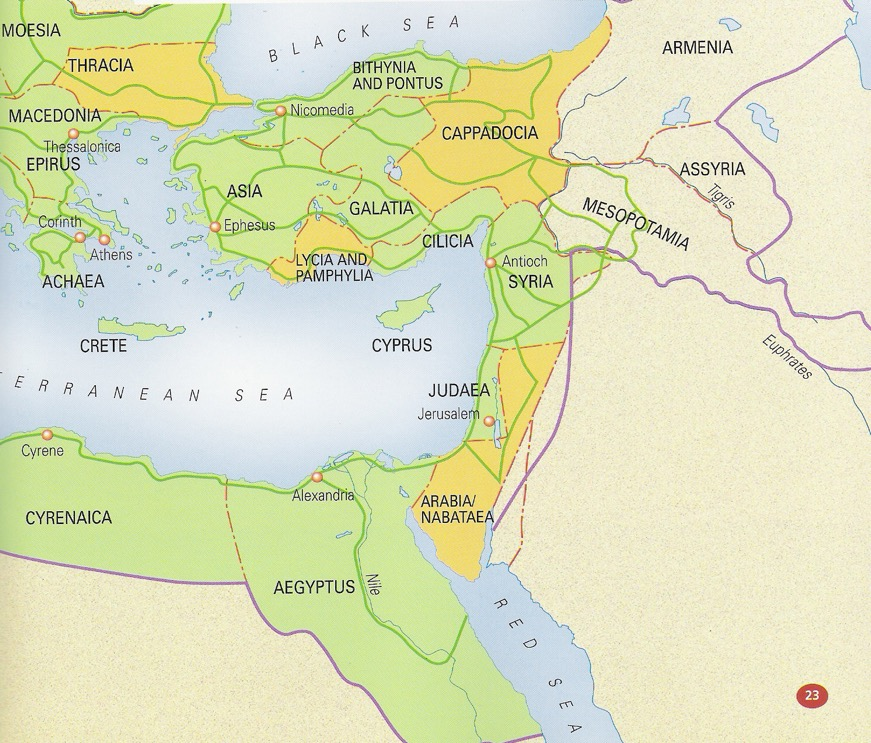 MOESIA
BLACK SEA
ARMENIA
THRACIA
BITHYNIA
AND PONTUS
MACEDONIA
Nicomedia
CAPPADOCIA
Thessalonica
EPIRUS
ASSYRIA
Tigris
ASIA
GALATIA
MESOPOTAMIA
Corinth
Ephesus
Athens
CILICIA
LYCIA AND
PAMPHYLIA
Antioch
SYRIA
ACHAEA
CRETE
CYPRUS
Euphrates
TERRANEAN SEA
JUDAEA
Jerusalem
Cyrene
Alexandria
ARABIA/
NABATAEA
CYRENAICA
AEGYPTUS
Nile
RED SEA
23